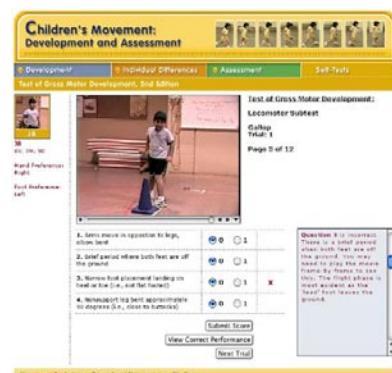 Children's Movement:
Development and Assessment
Development
Individual Differences
Assessment
Self-Tests
Test of Gross Motor Development, 2nd Edition
Test of Gross Motor Development:
Locomotor Subtest
Gallop
Trial: 1
Page 5 of 12
JB
Hand Preference:
Right
Foot Preference:
Left
1. Arms move in opposition to legs,
elbows bent
0 1
2. Brief period where both feet are off
the ground
0 1
3. Narrow foot placement landing on
heel or toe (i.e., not flat footed)
0 1 x
4. Nonsupport leg bent approximately
degrees (i.e., close to buttocks)
0 1
Question is incorrect
There is a brief period
when both feet are off
the ground. You may
need to play the movie
frame by frame to see
this. The flight phase is
most evident as the
'lead' foot leaves the
ground.
Submit Score
View Correct Performance
Next Trial